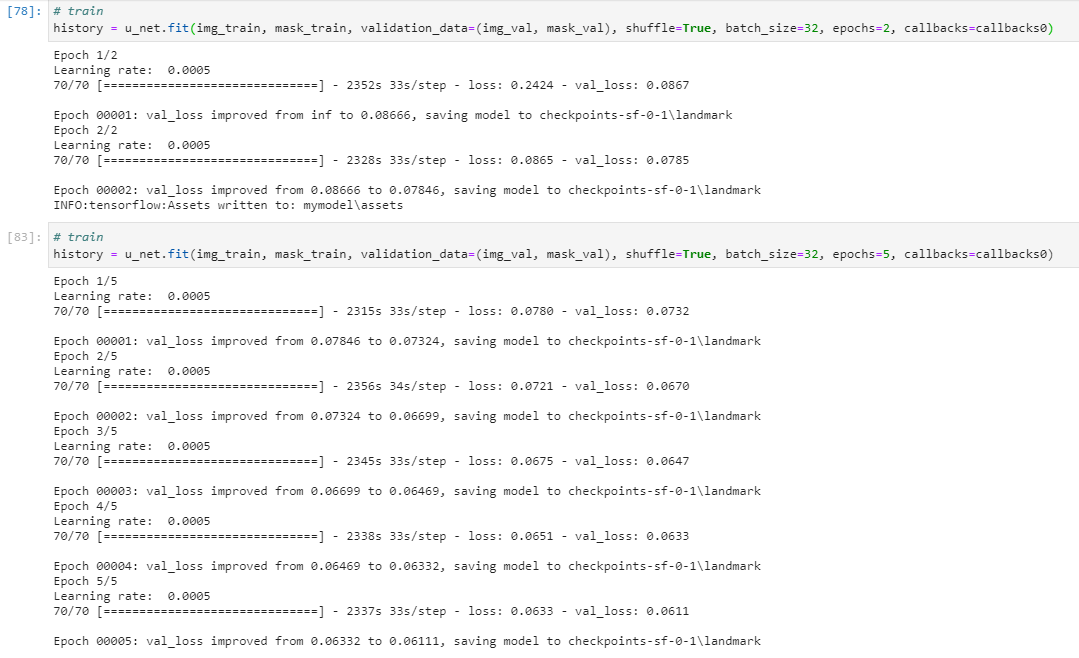 [78]: # train
history = u_net.fit(img_train, mask_train, validation_data=(img_val, mask_val), shuffle=True, batch_size=32, epochs=2, callbacks=callbacks0)
Epoch 1/2
Learning rate:  0.0005
70/70 [==============================] - 2352s 33s/step - loss: 0.2424 - val_loss: 0.0867
Epoch 00001: val_loss improved from inf to 0.08666, saving model to checkpoints-sf-0-1\landmark
Epoch 2/2
Learning rate:  0.0005
70/70 [==============================] - 2328s 33s/step - loss: 0.0865 - val_loss: 0.0785
Epoch 00002: val_loss improved from 0.08666 to 0.07846, saving model to checkpoints-sf-0-1\landmark
INFO:tensorflow:Assets written to: mymodel\assets
[83]: # train
history = u_net.fit(img_train, mask_train, validation_data=(img_val, mask_val), shuffle=True, batch_size=32, epochs=5, callbacks=callbacks0)
Epoch 1/5
Learning rate:  0.0005
70/70 [==============================] - 2315s 33s/step - loss: 0.0780 - val_loss: 0.0732
Epoch 00001: val_loss improved from 0.07846 to 0.07324, saving model to checkpoints-sf-0-1\landmark
Epoch 2/5
Learning rate:  0.0005
70/70 [==============================] - 2356s 34s/step - loss: 0.0721 - val_loss: 0.0670
Epoch 00002: val_loss improved from 0.07324 to 0.06699, saving model to checkpoints-sf-0-1\landmark
Epoch 3/5
Learning rate:  0.0005
70/70 [==============================] - 2345s 33s/step - loss: 0.0675 - val_loss: 0.0647
Epoch 00003: val_loss improved from 0.06699 to 0.06469, saving model to checkpoints-sf-0-1\landmark
Epoch 4/5
Learning rate:  0.0005
70/70 [==============================] - 2338s 33s/step - loss: 0.0651 - val_loss: 0.0633
Epoch 00004: val_loss improved from 0.06469 to 0.06332, saving model to checkpoints-sf-0-1\landmark
Epoch 5/5
Learning rate:  0.0005
70/70 [==============================] - 2337s 33s/step - loss: 0.0633 - val_loss: 0.0611
Epoch 00005: val_loss improved from 0.06332 to 0.06111, saving model to checkpoints-sf-0-1\landmark